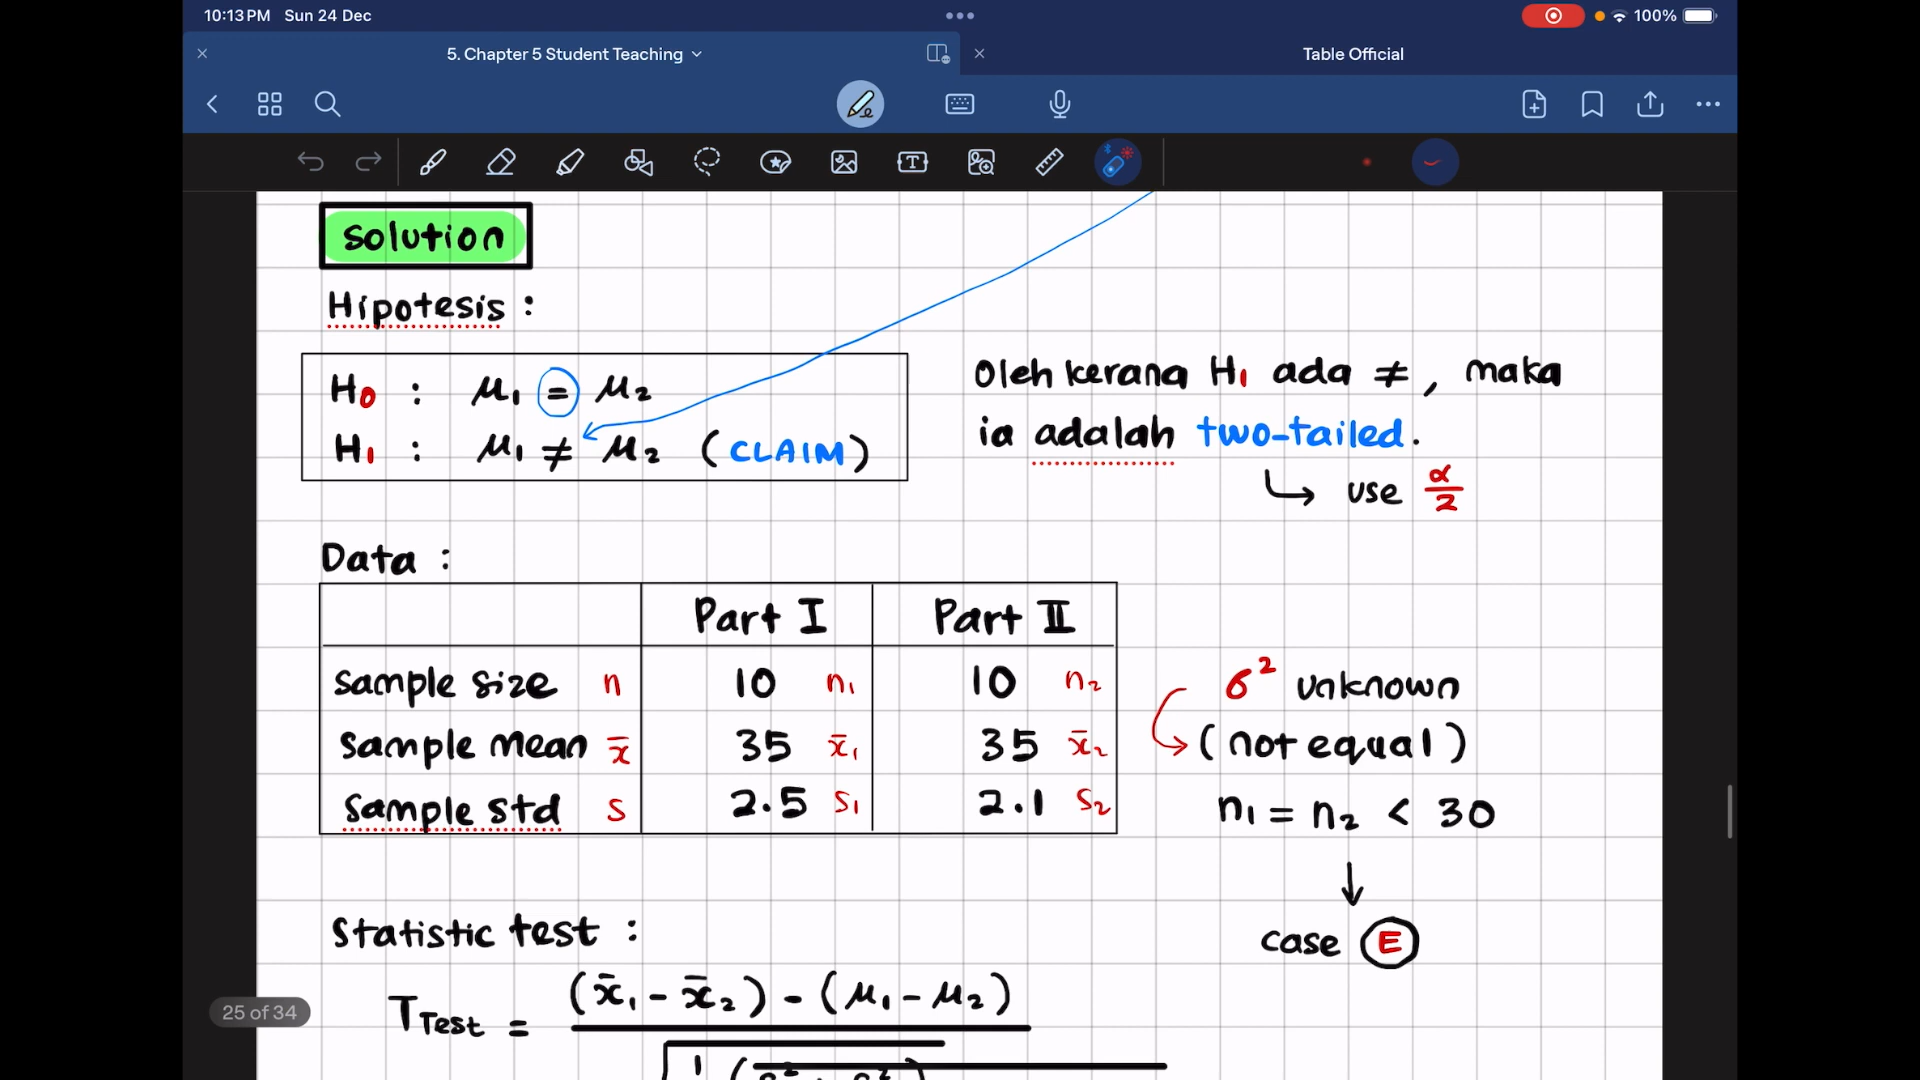 10:13 PM Sun 24 Dec
100%
5. Chapter 5 Student Teaching
Table Official
Solution
Hipotesis :
H0 : μ1 = μ2
H1 : μ1 ≠ μ2 (CLAIM)
Oleh kerana H1 ada ≠, maka
ia adalah two-tailed.
↳ use α/2
Data :
Part I Part II
sample size n 10 n1 10 n2
sample mean x̄ 35 x̄1 35 x̄2
sample std s 2.5 s1 2.1 s2
σ² unknown
(not equal)
n1 = n2 < 30
↓
case E
Statistic test :
TTest = (x̄1 - x̄2) - (μ1 - μ2)
25 of 34